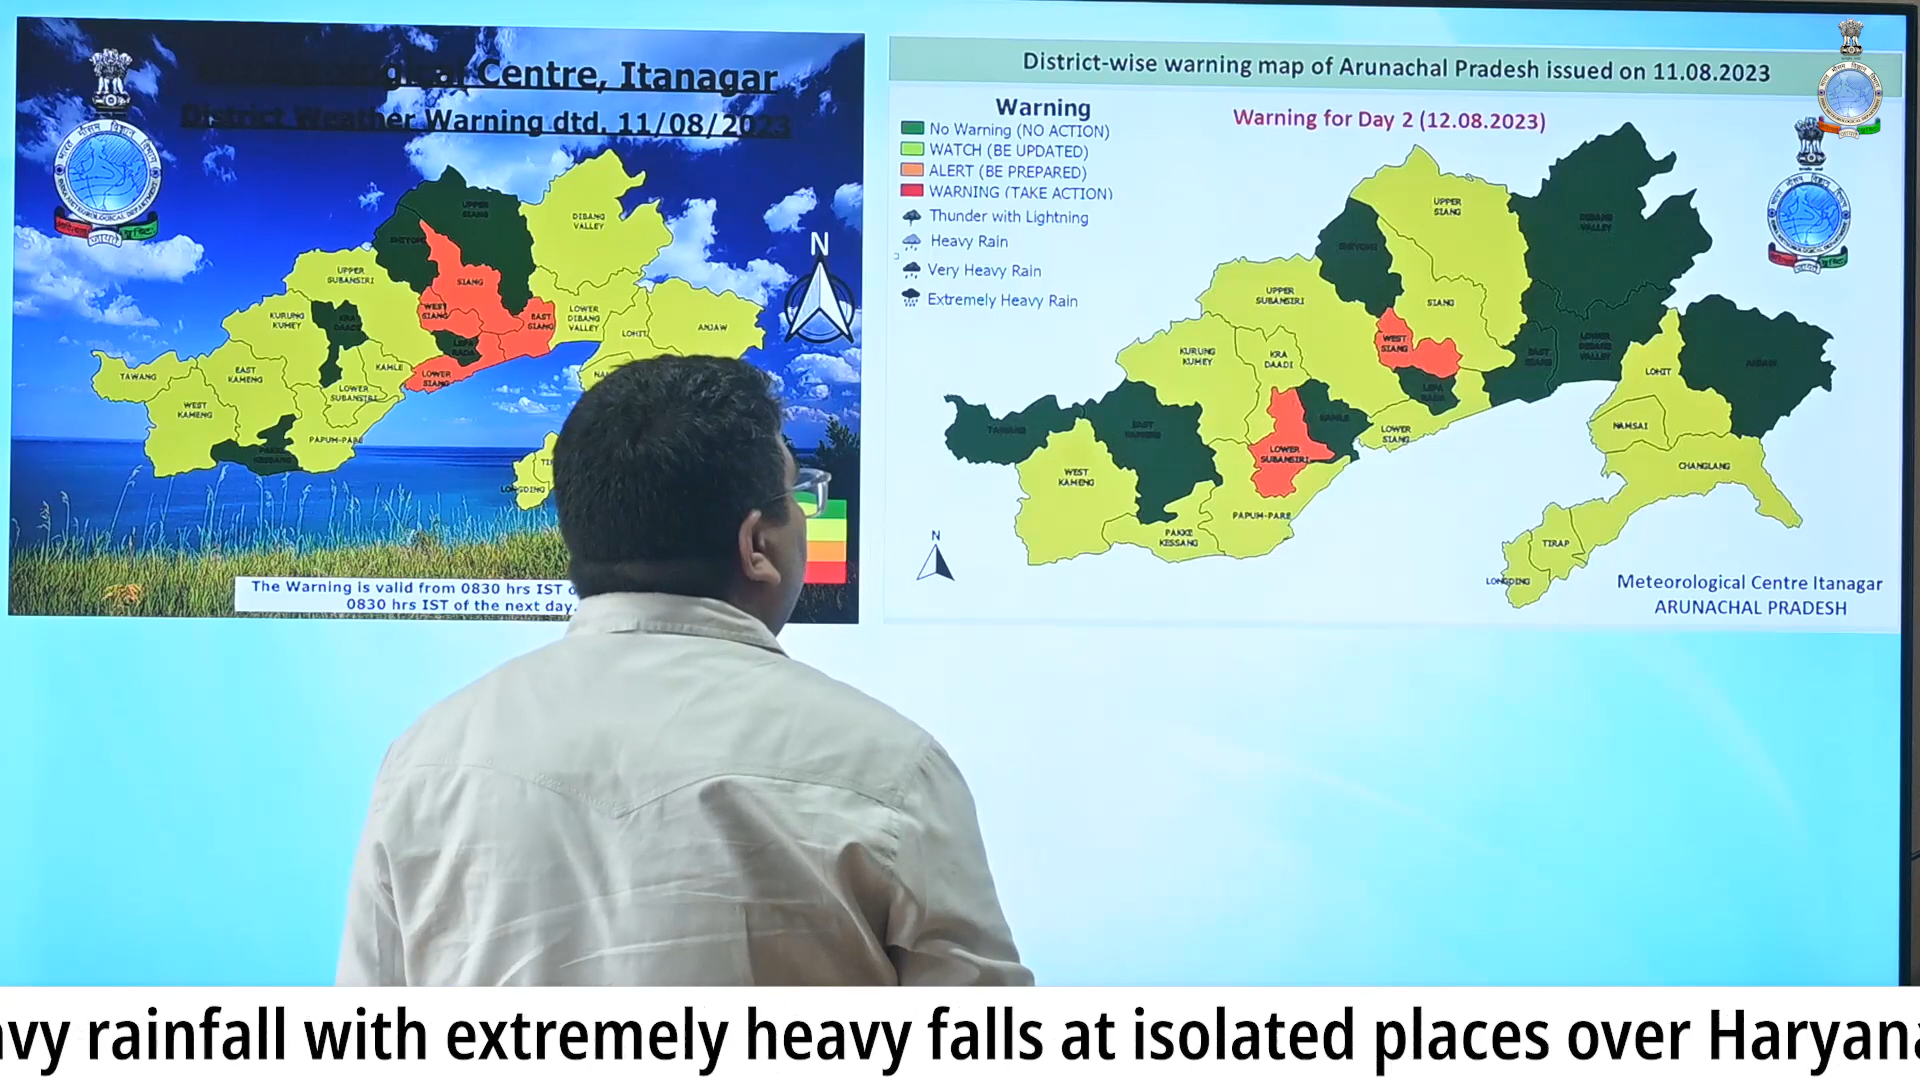 Centre, Itanagar
District Weather Warning dtd. 11/08/2023
UPPER SIANG
DIBANG VALLEY
UPPER SUBANSIRI
SIANG
WEST SIANG
EAST SIANG
LOWER DIBANG VALLEY
LOHIT
ANJAW
KURUNG KUMEY
KRA DAADI
TAWANG
EAST KAMENG
KAMLE
LOWER SIANG
WEST KAMENG
LOWER SUBANSIRI
PAPUM-PARE
LONGDING
N
The Warning is valid from 0830 hrs IST
0830 hrs IST of the next day.
District-wise warning map of Arunachal Pradesh issued on 11.08.2023
Warning
Warning for Day 2 (12.08.2023)
No Warning (NO ACTION)
WATCH (BE UPDATED)
ALERT (BE PREPARED)
WARNING (TAKE ACTION)
Thunder with Lightning
Heavy Rain
Very Heavy Rain
Extremely Heavy Rain
UPPER SIANG
DIBANG VALLEY
SHIYOMI
UPPER SUBANSIRI
SIANG
WEST SIANG
EAST SIANG
LOWER DIBANG VALLEY
ANJAW
KURUNG KUMEY
KRA DAADI
LOHIT
LEPA RADA
TAWANG
EAST KAMENG
KAMLE
LOWER SIANG
NAMSAI
LOWER SUBANSIRI
CHANGLANG
WEST KAMENG
PAPUM-PARE
PAKKE KESSANG
TIRAP
LONGDING
N
Meteorological Centre Itanagar
ARUNACHAL PRADESH
rainfall with extremely heavy falls at isolated places over